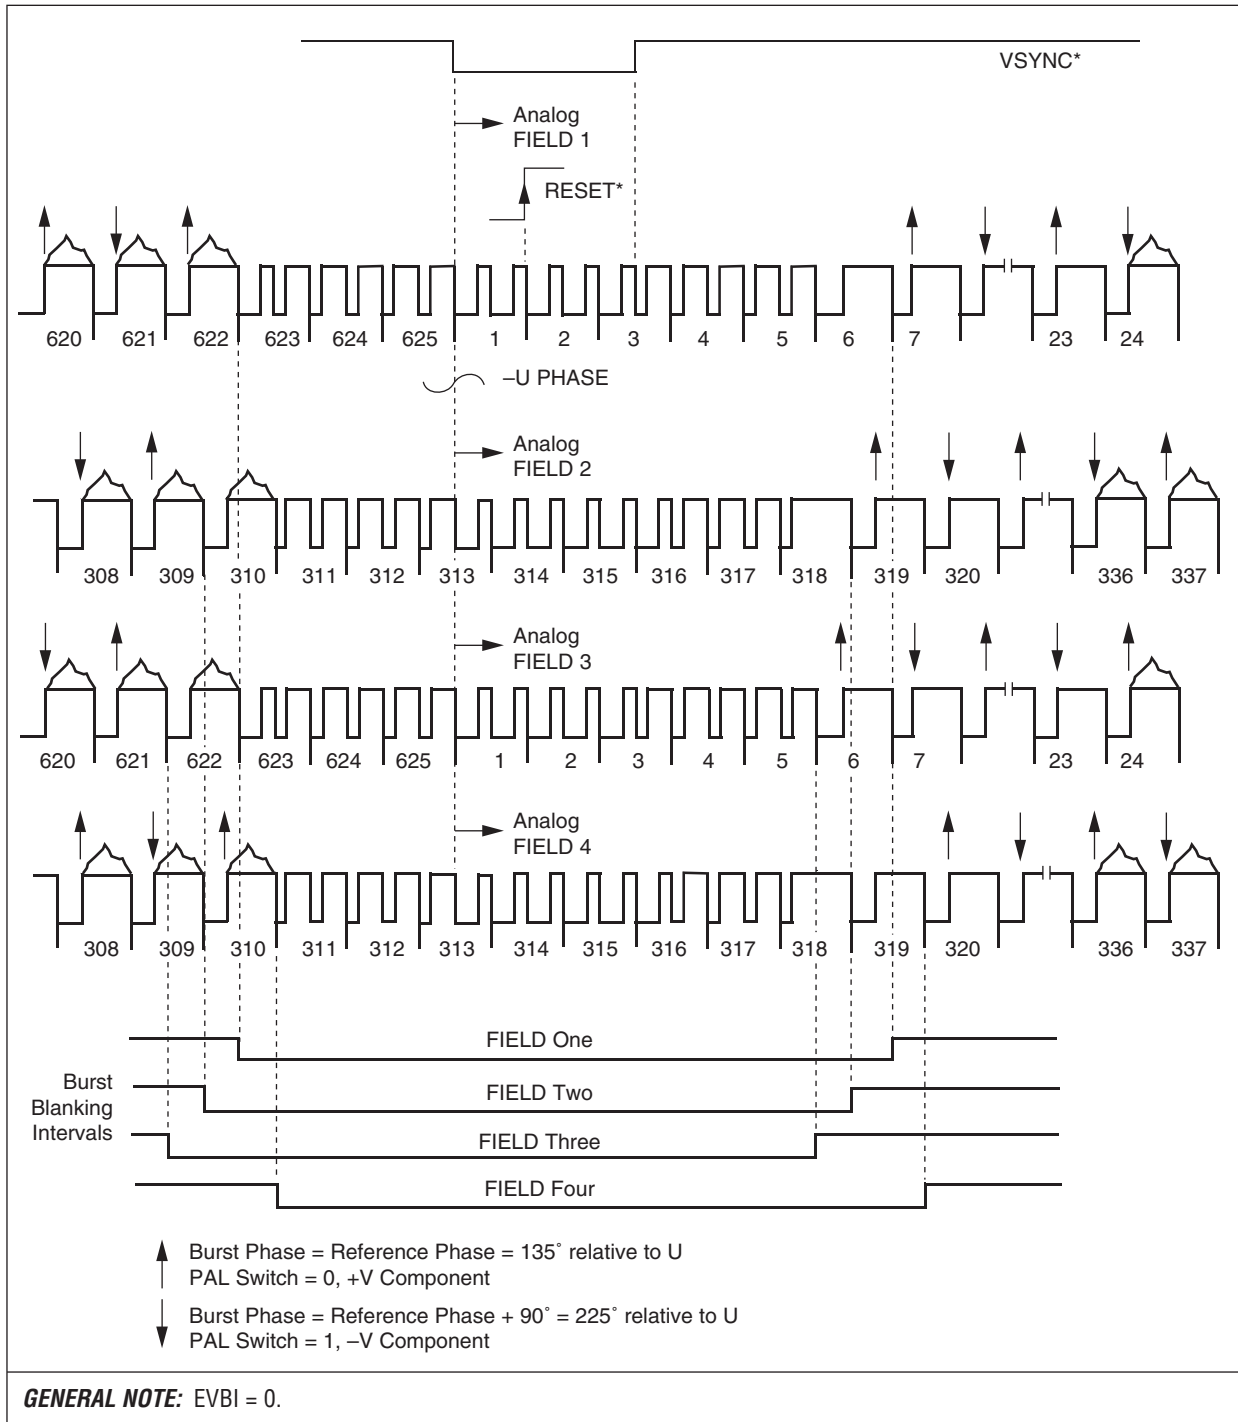 VSYNC*
Analog
FIELD 1
RESET*
620 621 622 623 624 625 1 2 3 4 5 6 7 23 24
–U PHASE
Analog
FIELD 2
308 309 310 311 312 313 314 315 316 317 318 319 320 336 337
Analog
FIELD 3
620 621 622 623 624 625 1 2 3 4 5 6 7 23 24
Analog
FIELD 4
308 309 310 311 312 313 314 315 316 317 318 319 320 336 337
Burst
Blanking
Intervals
FIELD One
FIELD Two
FIELD Three
FIELD Four
Burst Phase = Reference Phase = 135˚ relative to U
PAL Switch = 0, +V Component
Burst Phase = Reference Phase + 90˚ = 225˚ relative to U
PAL Switch = 1, –V Component
GENERAL NOTE: EVBI = 0.